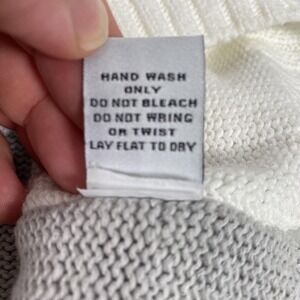 HAND WASH
ONLY
DO NOT BLEACH
DO NOT WRING
OR TWIST
LAY FLAT TO DRY